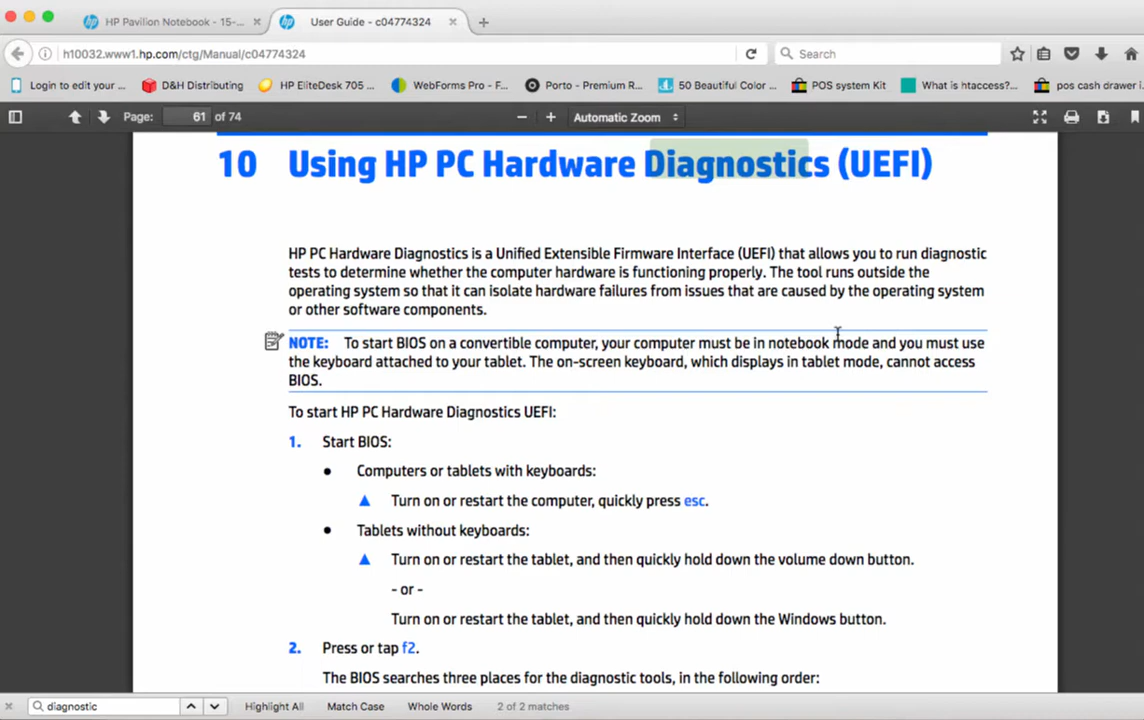 HP Pavilion Notebook - 15-...
User Guide - c04774324
h10032.www1.hp.com/ctg/Manual/c04774324
Search
Login to edit your ...
D&H Distributing
HP EliteDesk 705 ...
WebForms Pro - F...
Porto - Premium R...
50 Beautiful Color ...
POS system Kit
What is htaccess?...
pos cash drawer i...
Page: 61 of 74
Automatic Zoom
10 Using HP PC Hardware Diagnostics (UEFI)
HP PC Hardware Diagnostics is a Unified Extensible Firmware Interface (UEFI) that allows you to run diagnostic
tests to determine whether the computer hardware is functioning properly. The tool runs outside the
operating system so that it can isolate hardware failures from issues that are caused by the operating system
or other software components.
NOTE: To start BIOS on a convertible computer, your computer must be in notebook mode and you must use
the keyboard attached to your tablet. The on-screen keyboard, which displays in tablet mode, cannot access
BIOS.
To start HP PC Hardware Diagnostics UEFI:
1. Start BIOS:
● Computers or tablets with keyboards:
▲ Turn on or restart the computer, quickly press esc.
● Tablets without keyboards:
▲ Turn on or restart the tablet, and then quickly hold down the volume down button.
- or -
Turn on or restart the tablet, and then quickly hold down the Windows button.
2. Press or tap f2.
The BIOS searches three places for the diagnostic tools, in the following order:
diagnostic
Highlight All
Match Case
Whole Words
2 of 2 matches